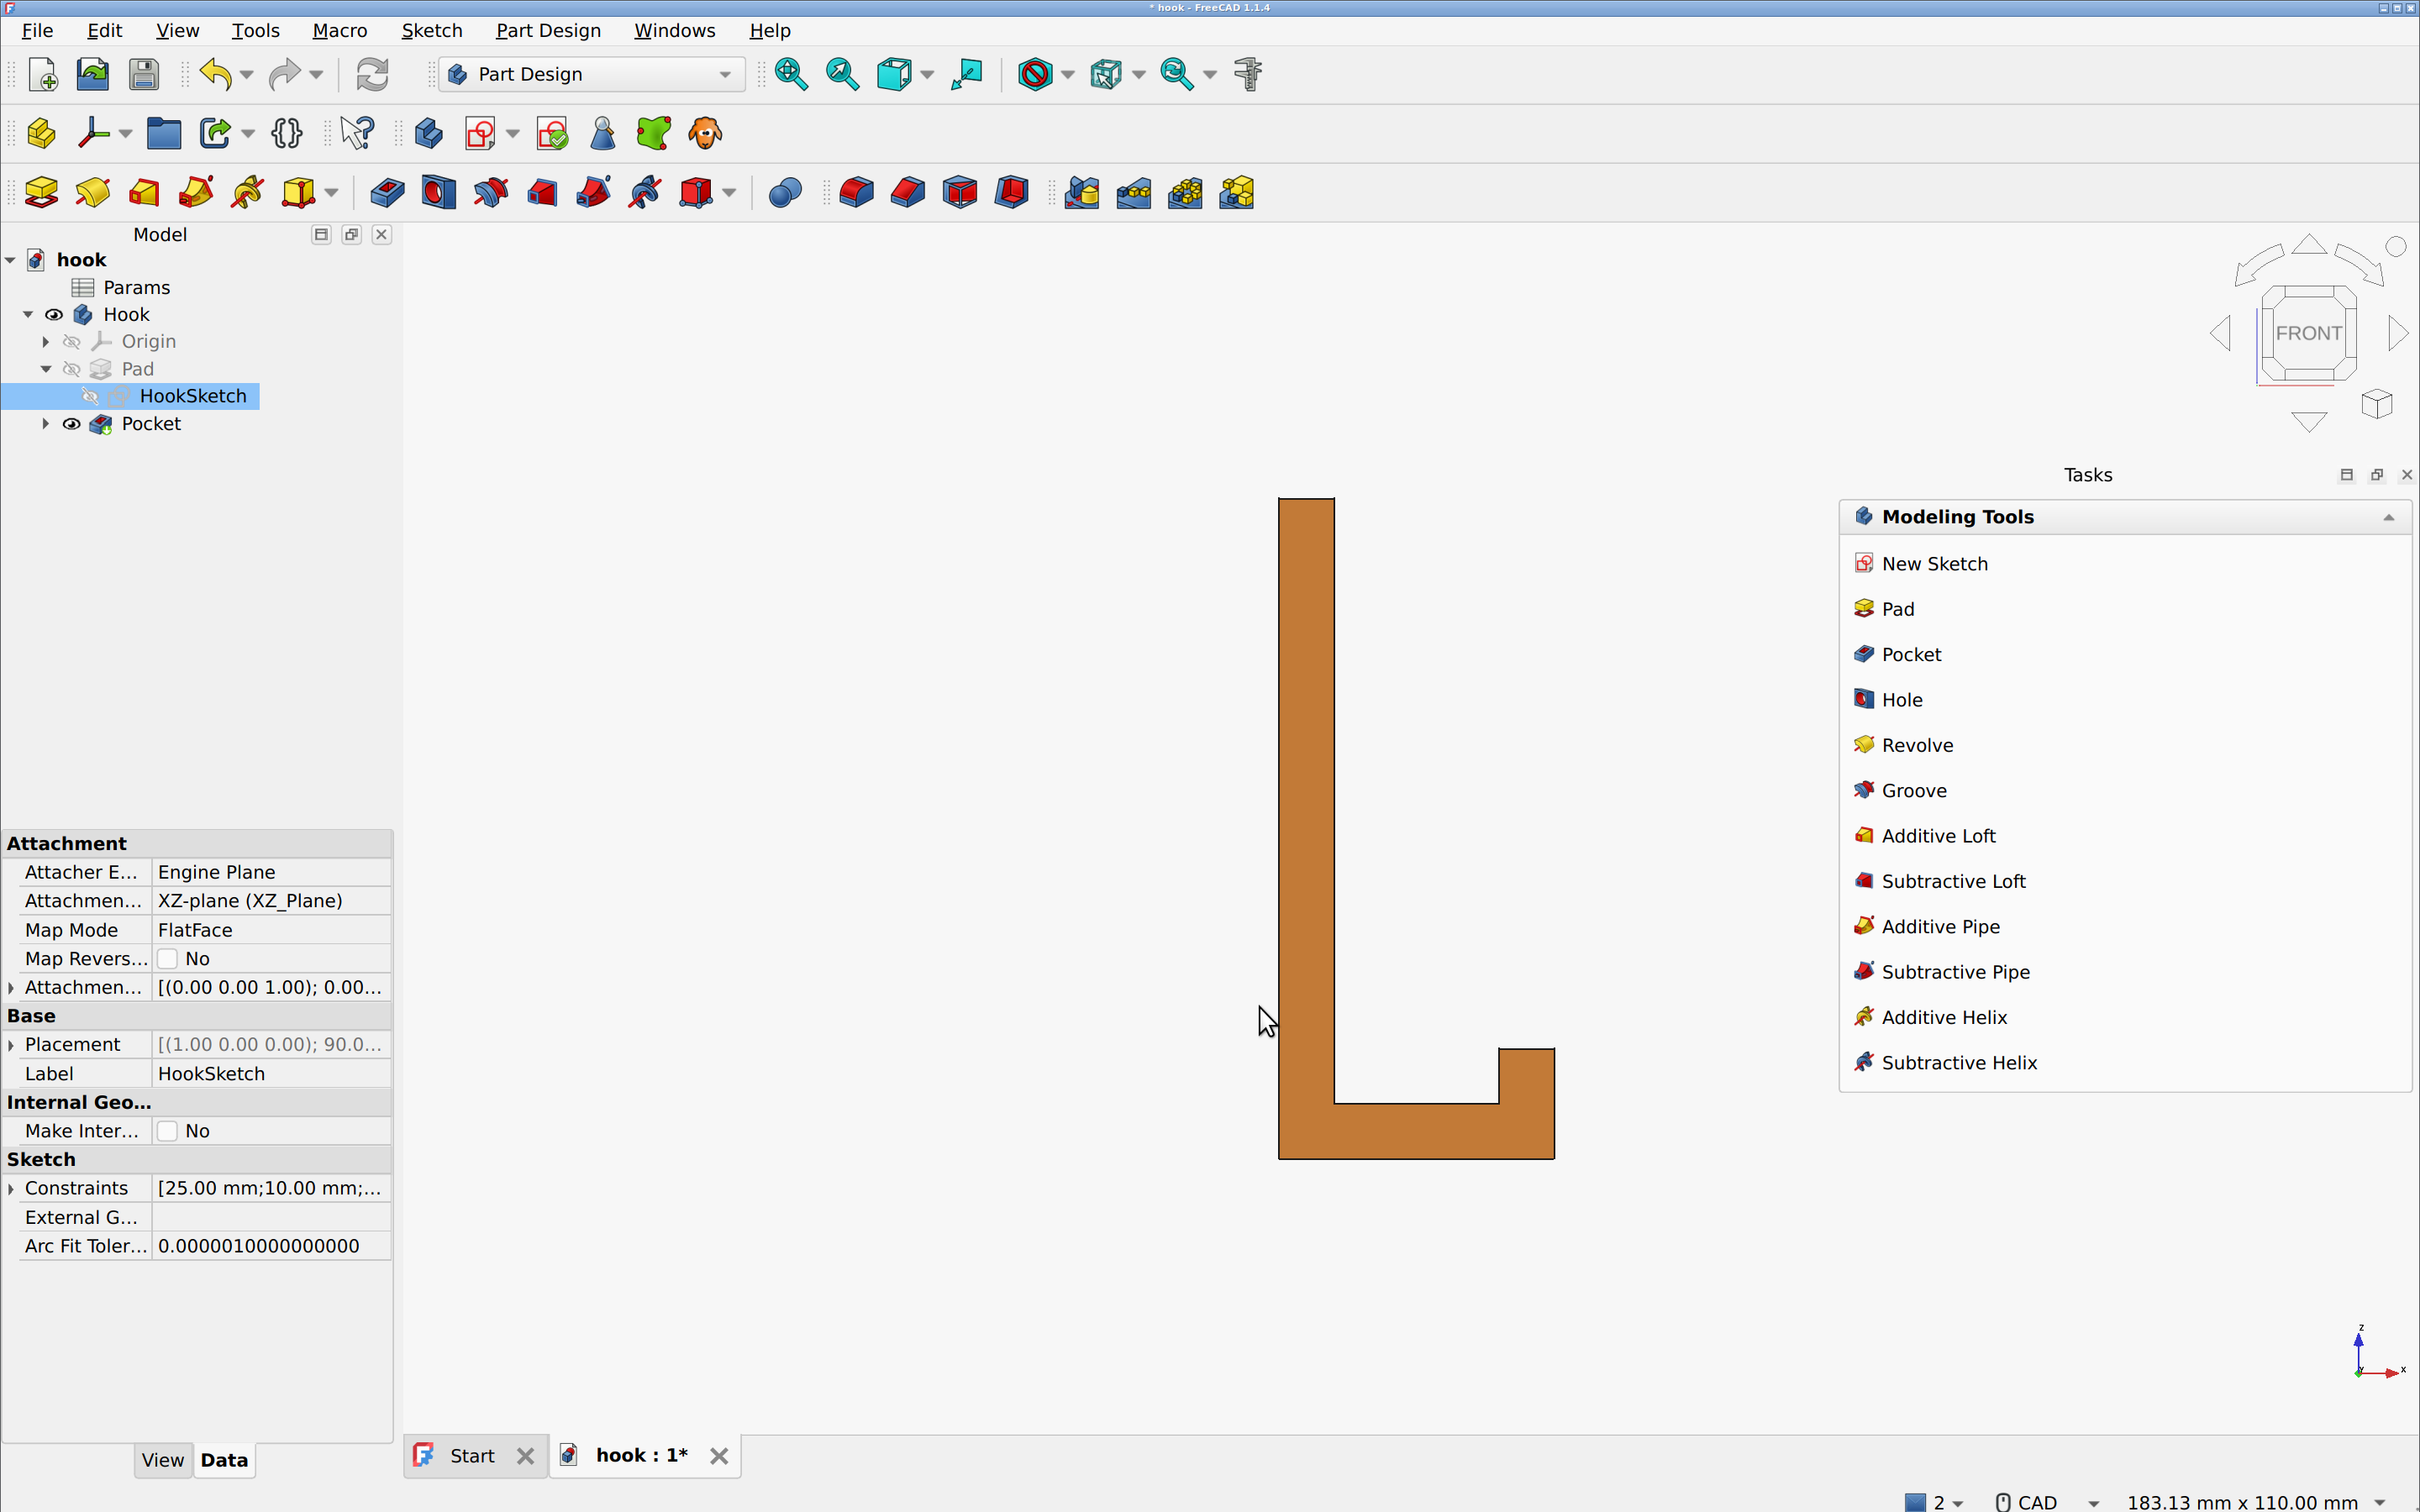 * hook - FreeCAD 1.1.4
File Edit View Tools Macro Sketch Part Design Windows Help
Part Design
Model
hook
Params
Hook
Origin
Pad
HookSketch
Pocket
FRONT
Tasks
Modeling Tools
New Sketch
Pad
Pocket
Hole
Revolve
Groove
Additive Loft
Subtractive Loft
Additive Pipe
Subtractive Pipe
Additive Helix
Subtractive Helix
Attachment
Attacher E... Engine Plane
Attachmen... XZ-plane (XZ_Plane)
Map Mode FlatFace
Map Revers... No
Attachmen... [(0.00 0.00 1.00); 0.00...
Base
Placement [(1.00 0.00 0.00); 90.0...
Label HookSketch
Internal Geo...
Make Inter... No
Sketch
Constraints [25.00 mm;10.00 mm;...
External G...
Arc Fit Toler... 0.0000010000000000
z
y
x
View Data
Start hook : 1*
2 CAD 183.13 mm x 110.00 mm